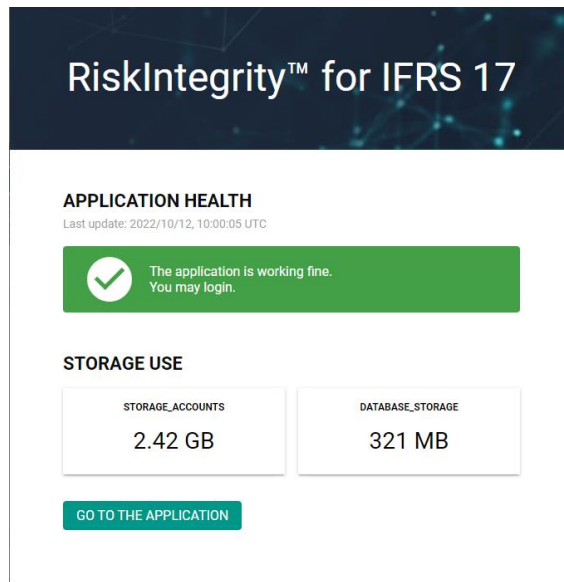 RiskIntegrity™ for IFRS 17
APPLICATION HEALTH
Last update: 2022/10/12, 10:00:05 UTC
The application is working fine.
You may login.
STORAGE USE
STORAGE_ACCOUNTS
2.42 GB
DATABASE_STORAGE
321 MB
GO TO THE APPLICATION